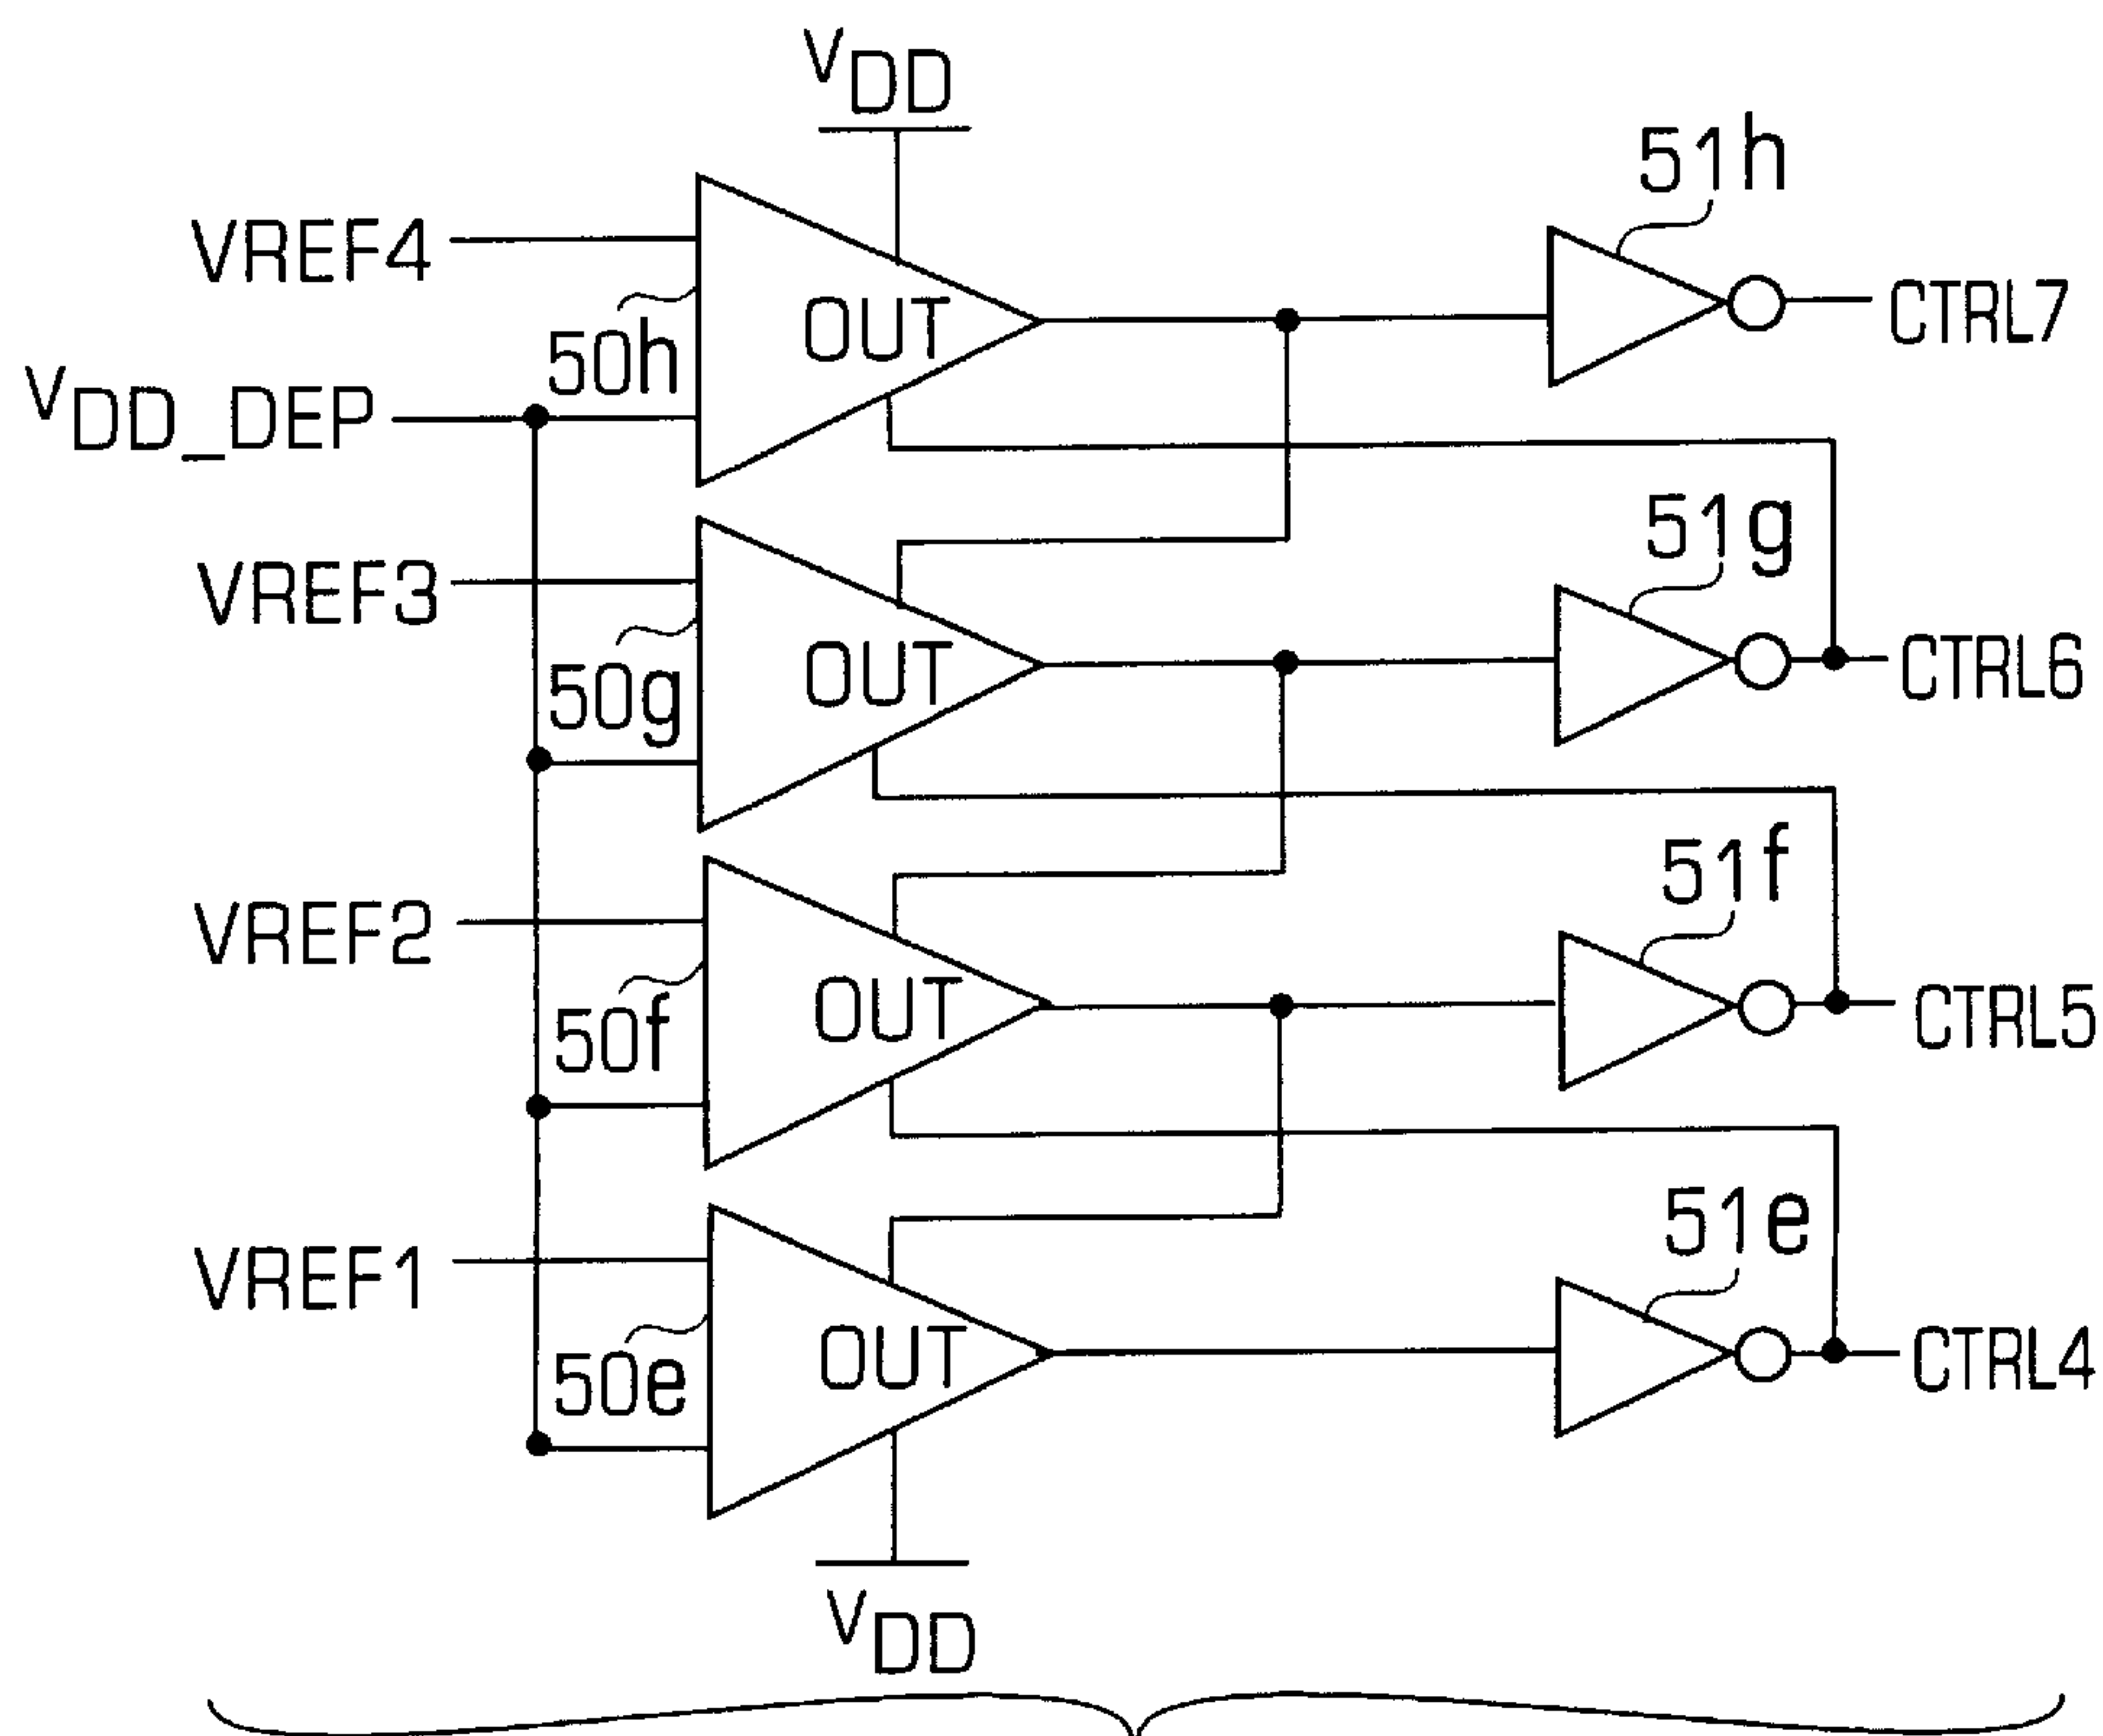 VDD
51h
VREF4
OUT
CTRL7
50h
VDD_DEP
51g
VREF3
OUT
CTRL6
50g
51f
VREF2
OUT
CTRL5
50f
51e
VREF1
OUT
CTRL4
50e
VDD